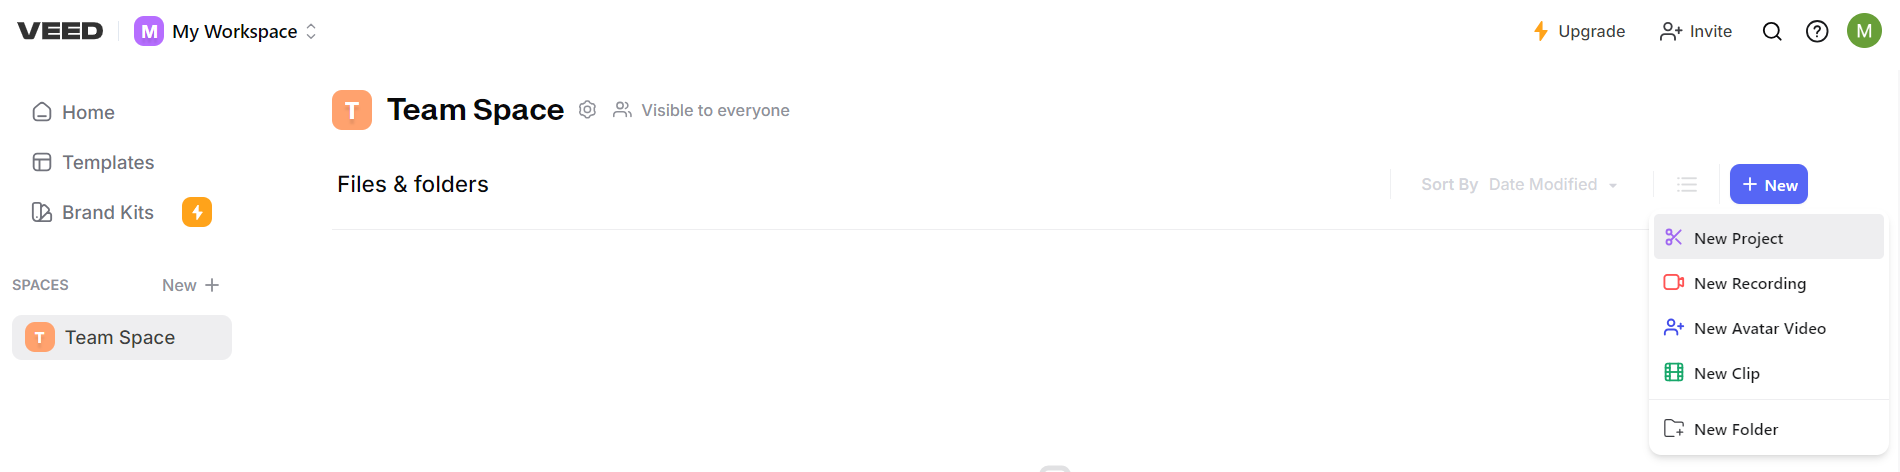 VEED M My Workspace Upgrade Invite M
Home
Templates
Brand Kits
SPACES New
T Team Space
T Team Space Visible to everyone
Files & folders Sort By Date Modified New
New Project
New Recording
New Avatar Video
New Clip
New Folder